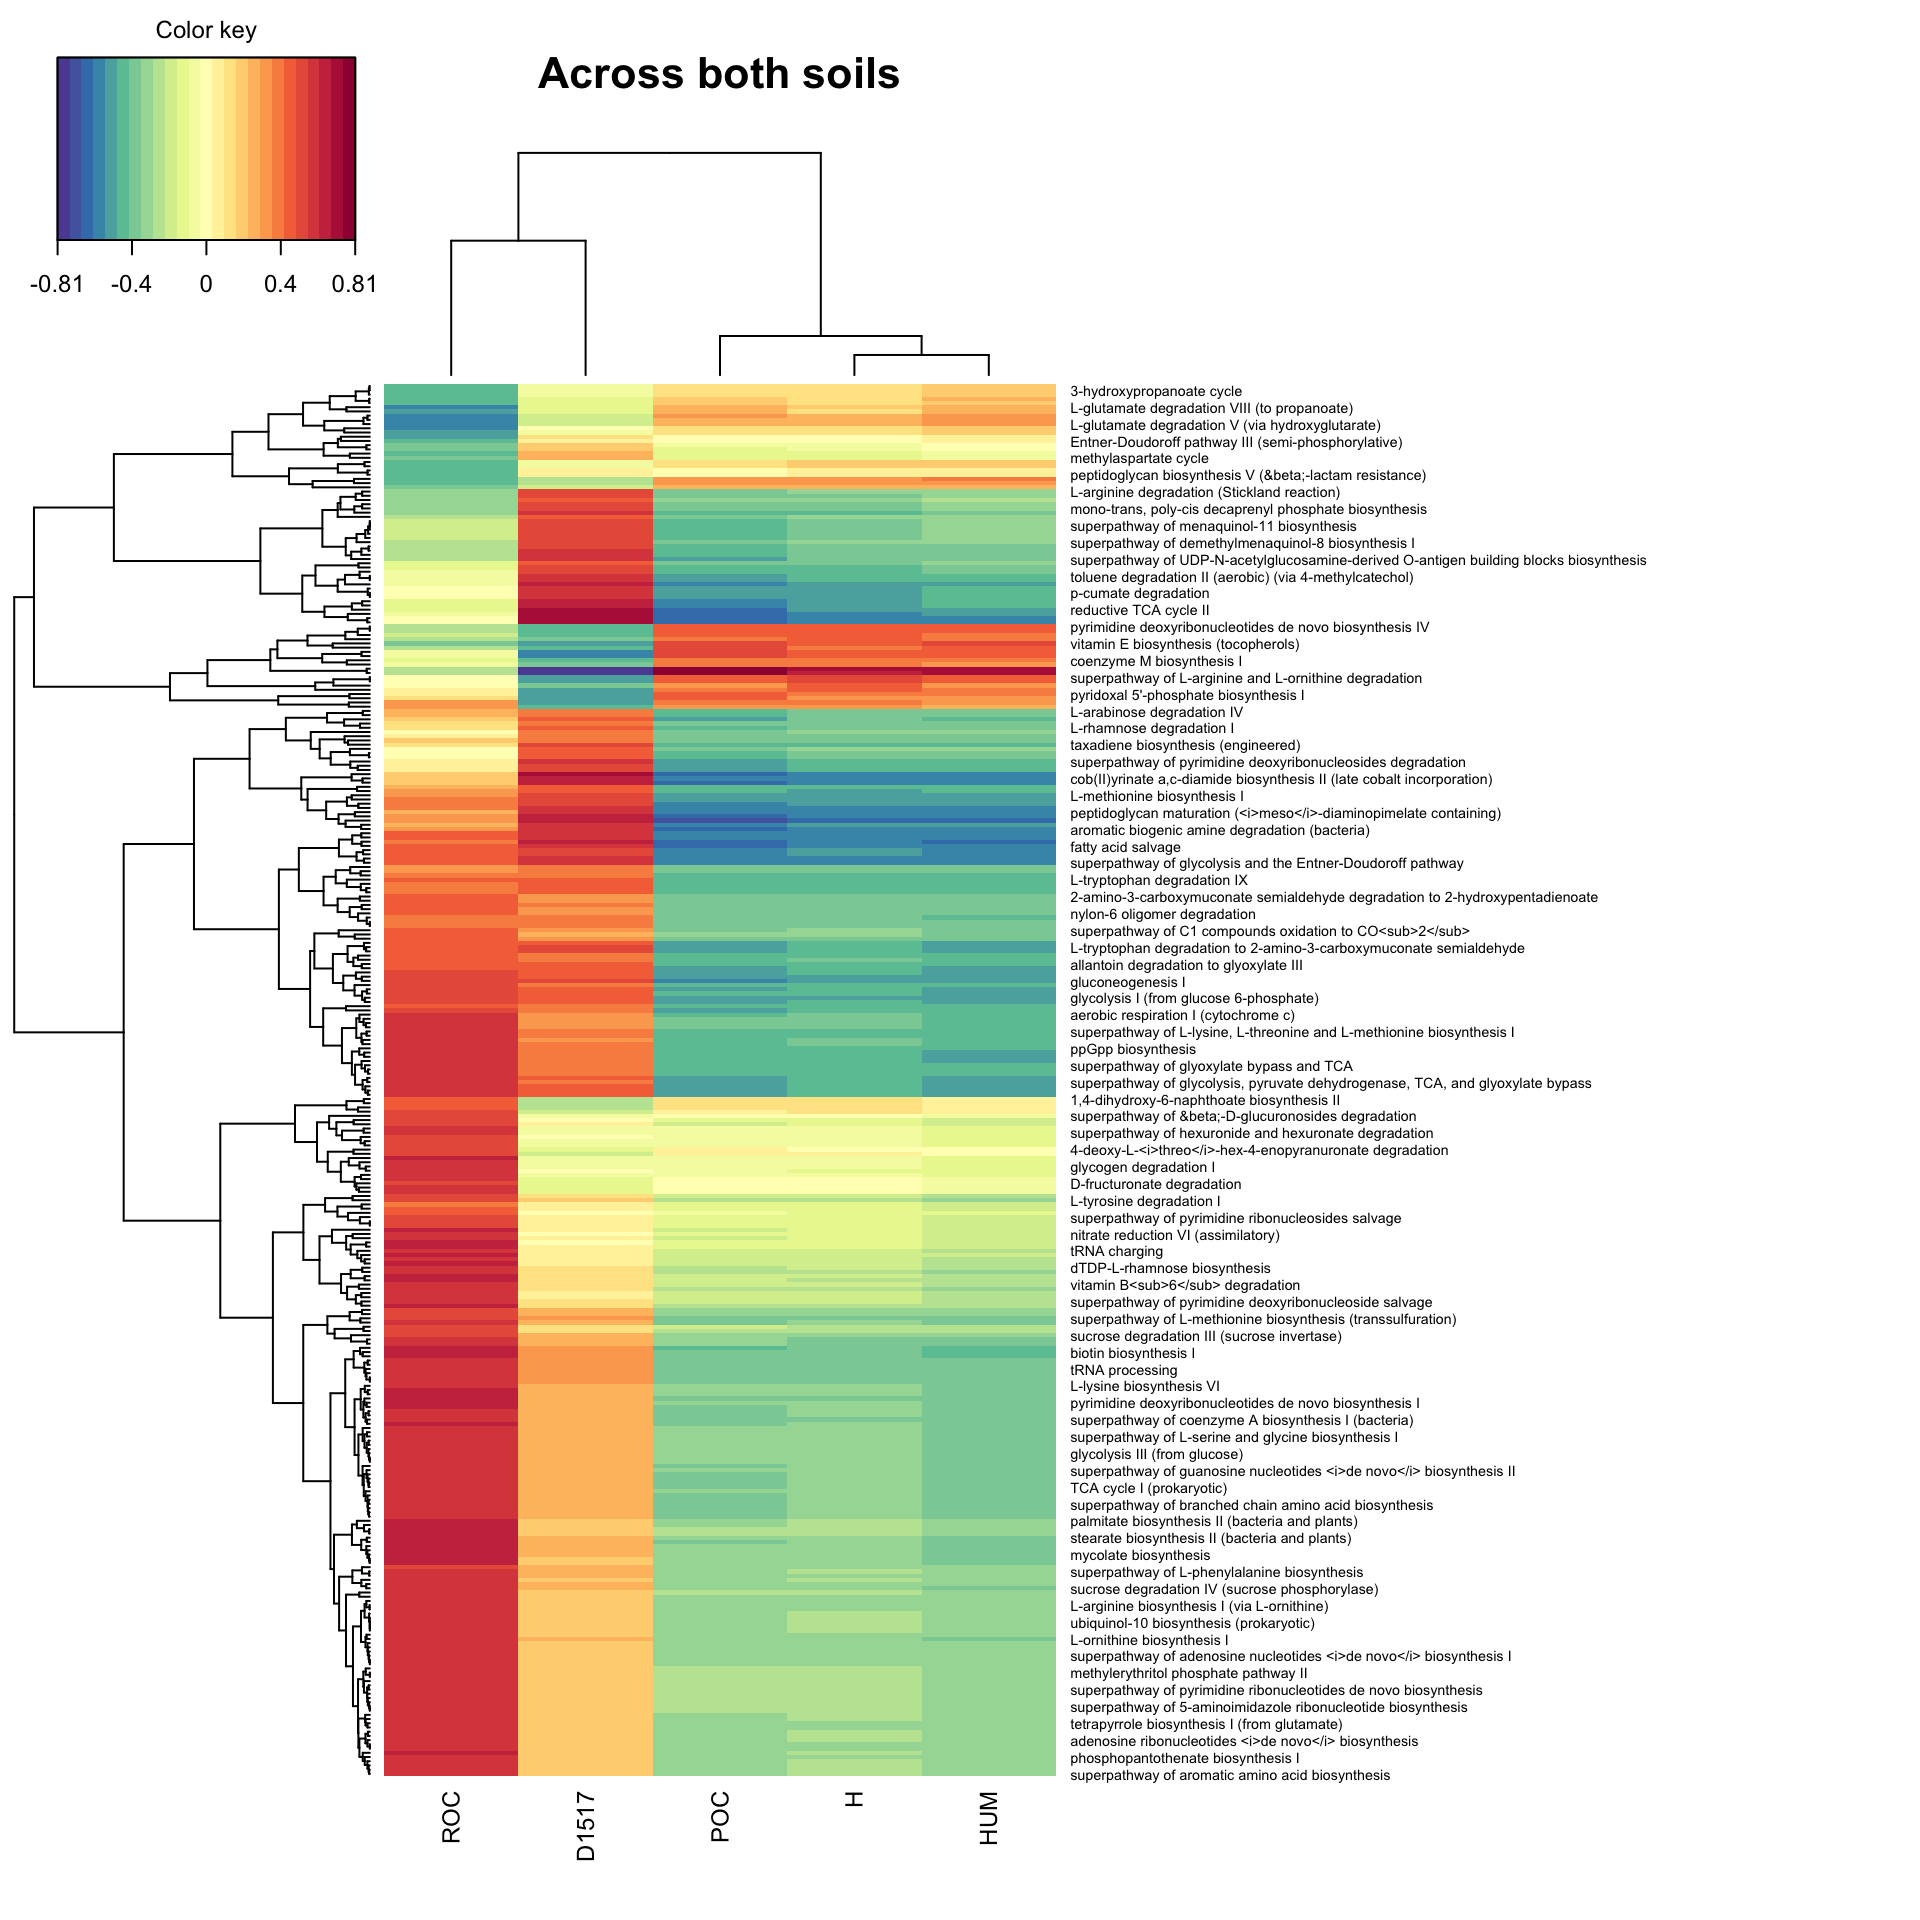 Color key
-0.81 -0.4 0 0.4 0.81
Across both soils
3-hydroxypropanoate cycle
L-glutamate degradation VIII (to propanoate)
L-glutamate degradation V (via hydroxyglutarate)
Entner-Doudoroff pathway III (semi-phosphorylative)
methylaspartate cycle
peptidoglycan biosynthesis V (&beta;-lactam resistance)
L-arginine degradation (Stickland reaction)
mono-trans, poly-cis decaprenyl phosphate biosynthesis
superpathway of menaquinol-11 biosynthesis
superpathway of demethylmenaquinol-8 biosynthesis I
superpathway of UDP-N-acetylglucosamine-derived O-antigen building blocks biosynthesis
toluene degradation II (aerobic) (via 4-methylcatechol)
p-cumate degradation
reductive TCA cycle II
pyrimidine deoxyribonucleotides de novo biosynthesis IV
vitamin E biosynthesis (tocopherols)
coenzyme M biosynthesis I
superpathway of L-arginine and L-ornithine degradation
pyridoxal 5'-phosphate biosynthesis I
L-arabinose degradation IV
L-rhamnose degradation I
taxadiene biosynthesis (engineered)
superpathway of pyrimidine deoxyribonucleosides degradation
cob(II)yrinate a,c-diamide biosynthesis II (late cobalt incorporation)
L-methionine biosynthesis I
peptidoglycan maturation (<i>meso</i>-diaminopimelate containing)
aromatic biogenic amine degradation (bacteria)
fatty acid salvage
superpathway of glycolysis and the Entner-Doudoroff pathway
L-tryptophan degradation IX
2-amino-3-carboxymuconate semialdehyde degradation to 2-hydroxypentadienoate
nylon-6 oligomer degradation
superpathway of C1 compounds oxidation to CO<sub>2</sub>
L-tryptophan degradation to 2-amino-3-carboxymuconate semialdehyde
allantoin degradation to glyoxylate III
gluconeogenesis I
glycolysis I (from glucose 6-phosphate)
aerobic respiration I (cytochrome c)
superpathway of L-lysine, L-threonine and L-methionine biosynthesis I
ppGpp biosynthesis
superpathway of glyoxylate bypass and TCA
superpathway of glycolysis, pyruvate dehydrogenase, TCA, and glyoxylate bypass
1,4-dihydroxy-6-naphthoate biosynthesis II
superpathway of &beta;-D-glucuronosides degradation
superpathway of hexuronide and hexuronate degradation
4-deoxy-L-<i>threo</i>-hex-4-enopyranuronate degradation
glycogen degradation I
D-fructuronate degradation
L-tyrosine degradation I
superpathway of pyrimidine ribonucleosides salvage
nitrate reduction VI (assimilatory)
tRNA charging
dTDP-L-rhamnose biosynthesis
vitamin B<sub>6</sub> degradation
superpathway of pyrimidine deoxyribonucleoside salvage
superpathway of L-methionine biosynthesis (transsulfuration)
sucrose degradation III (sucrose invertase)
biotin biosynthesis I
tRNA processing
L-lysine biosynthesis VI
pyrimidine deoxyribonucleotides de novo biosynthesis I
superpathway of coenzyme A biosynthesis I (bacteria)
superpathway of L-serine and glycine biosynthesis I
glycolysis III (from glucose)
superpathway of guanosine nucleotides <i>de novo</i> biosynthesis II
TCA cycle I (prokaryotic)
superpathway of branched chain amino acid biosynthesis
palmitate biosynthesis II (bacteria and plants)
stearate biosynthesis II (bacteria and plants)
mycolate biosynthesis
superpathway of L-phenylalanine biosynthesis
sucrose degradation IV (sucrose phosphorylase)
L-arginine biosynthesis I (via L-ornithine)
ubiquinol-10 biosynthesis (prokaryotic)
L-ornithine biosynthesis I
superpathway of adenosine nucleotides <i>de novo</i> biosynthesis I
methylerythritol phosphate pathway II
superpathway of pyrimidine ribonucleotides de novo biosynthesis
superpathway of 5-aminoimidazole ribonucleotide biosynthesis
tetrapyrrole biosynthesis I (from glutamate)
adenosine ribonucleotides <i>de novo</i> biosynthesis
phosphopantothenate biosynthesis I
superpathway of aromatic amino acid biosynthesis
ROC D1517 POC H HUM